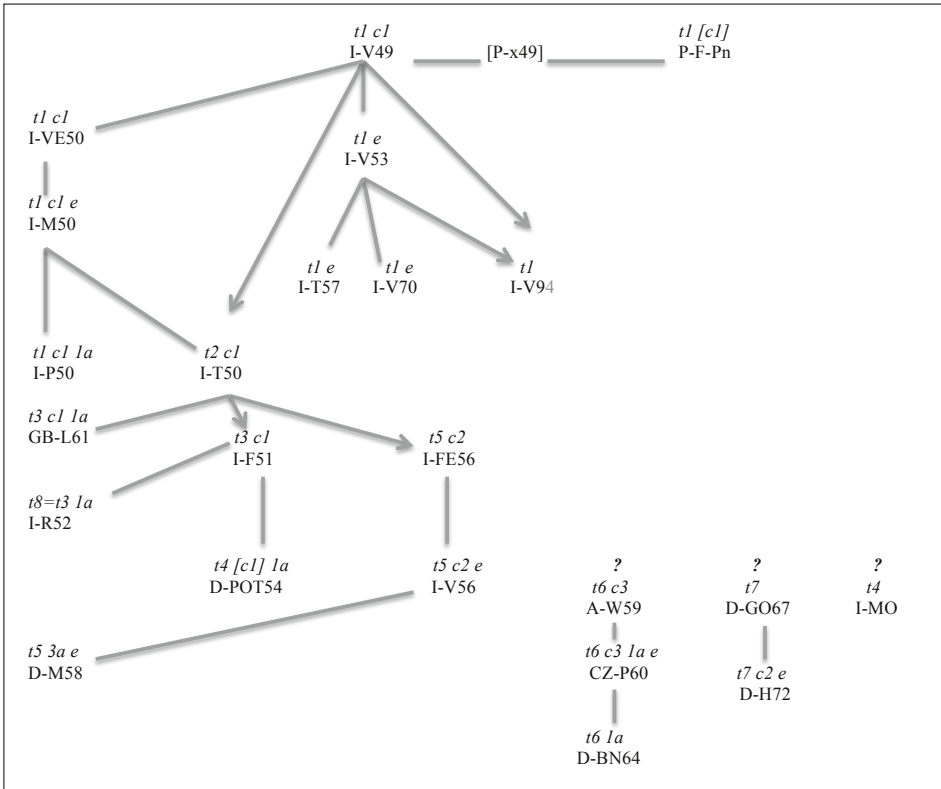 t1 c1
I-V49
[P-x49]
t1 [c1]
P-F-Pn
t1 c1
I-VE50
t1 e
I-V53
t1 c1 e
I-M50
t1 e
I-T57
t1 e
I-V70
t1
I-V94
t1 c1 1a
I-P50
t2 c1
I-T50
t3 c1 1a
GB-L61
t3 c1
I-F51
t5 c2
I-FE56
t8=t3 1a
I-R52
t4 [c1] 1a
D-POT54
t5 c2 e
I-V56
?
t6 c3
A-W59
?
t7
D-GO67
?
t4
I-MO
t5 3a e
D-M58
t6 c3 1a e
CZ-P60
t7 c2 e
D-H72
t6 1a
D-BN64